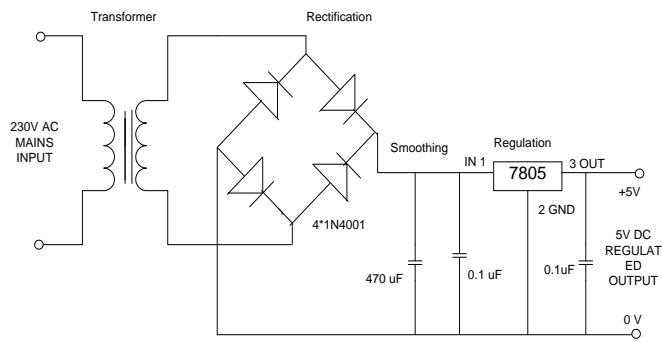 Transformer
Rectification
230V AC
MAINS
INPUT
Smoothing
Regulation
IN 1
7805
3 OUT
+5V
2 GND
4*1N4001
470 uF
0.1 uF
0.1uF
5V DC
REGULAT
ED
OUTPUT
0 V